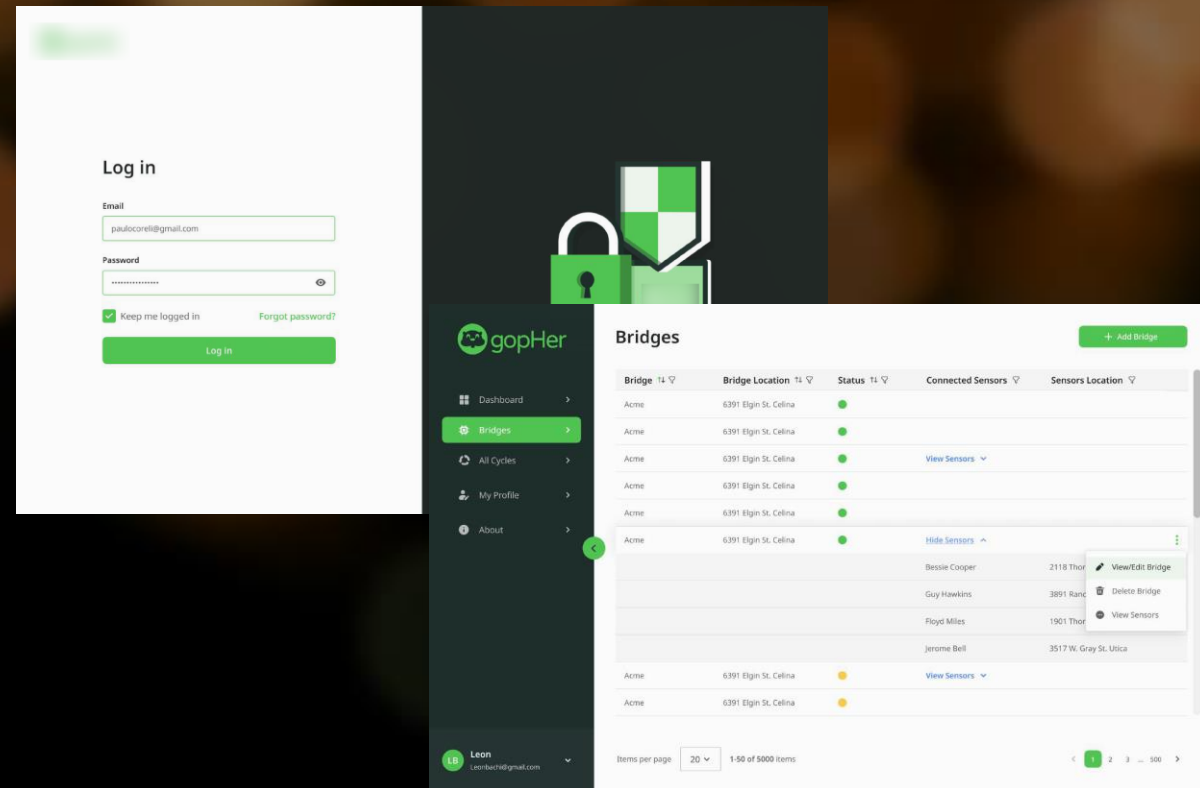 Log in
Email
paulocoreli@gmail.com
Password
Keep me logged in Forgot password?
Log in
gopHer
Dashboard
Bridges
All Cycles
My Profile
About
LB Leon
Leonbachi@gmail.com
Bridges
+ Add Bridge
Bridge Bridge Location Status Connected Sensors Sensors Location
Acme 6391 Elgin St. Celina
Acme 6391 Elgin St. Celina
Acme 6391 Elgin St. Celina View Sensors
Acme 6391 Elgin St. Celina
Acme 6391 Elgin St. Celina
Acme 6391 Elgin St. Celina Hide Sensors
Bessie Cooper 2118 Thor
Guy Hawkins 3891 Ranc
Floyd Miles 1901 Thor
Jerome Bell 3517 W. Gray St. Utica
View/Edit Bridge
Delete Bridge
View Sensors
Acme 6391 Elgin St. Celina View Sensors
Acme 6391 Elgin St. Celina
Items per page 20 1-50 of 5000 items
1 2 3 ... 500